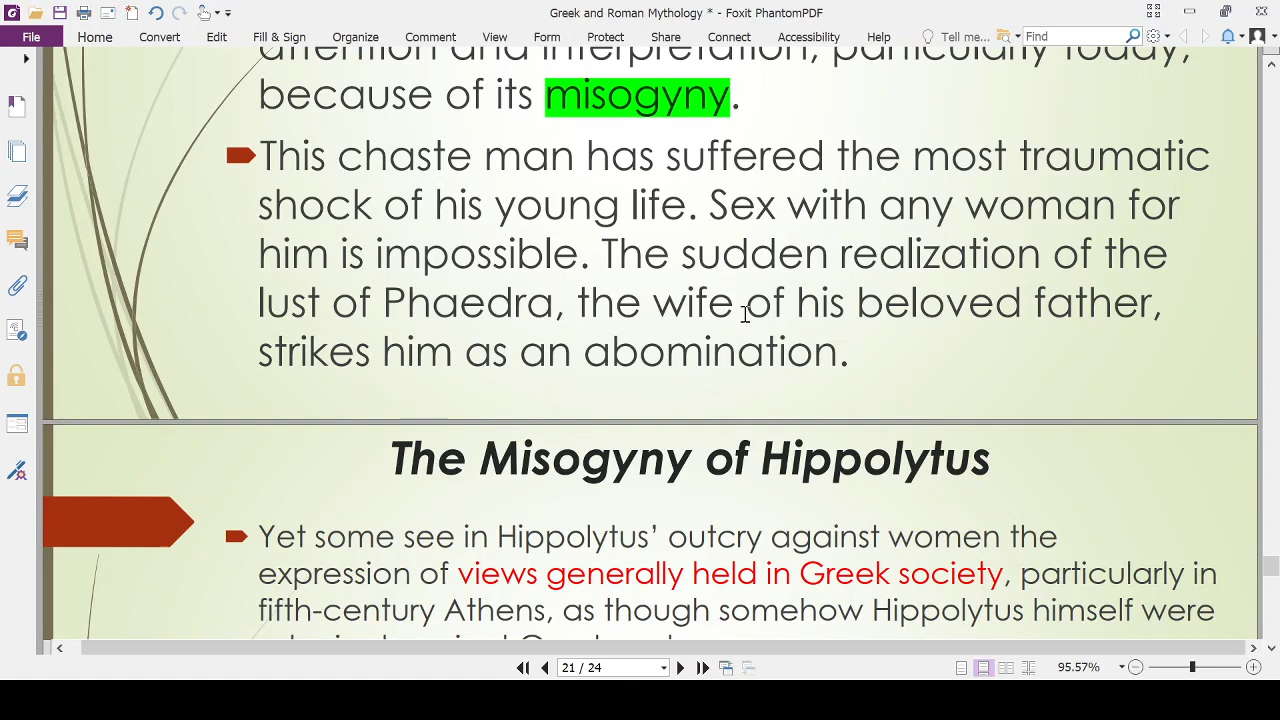 Greek and Roman Mythology * - Foxit PhantomPDF
File Home Convert Edit Fill & Sign Organize Comment View Form Protect Share Connect Accessibility Help Tell me... Find
attention and interpretation, particularly today,
because of its misogyny.
This chaste man has suffered the most traumatic
shock of his young life. Sex with any woman for
him is impossible. The sudden realization of the
lust of Phaedra, the wife of his beloved father,
strikes him as an abomination.
The Misogyny of Hippolytus
Yet some see in Hippolytus’ outcry against women the
expression of views generally held in Greek society, particularly in
fifth-century Athens, as though somehow Hippolytus himself were
21 / 24 95.57%